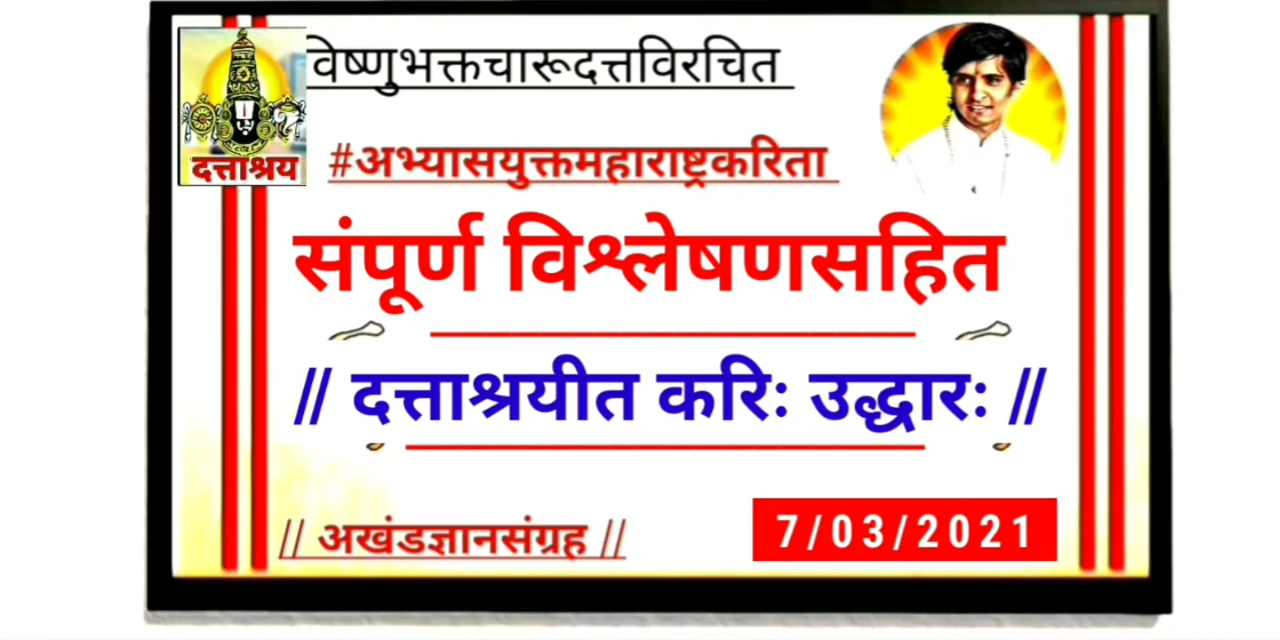 विष्णुभक्तचारूदत्तविरचित
दत्ताश्रय
#अभ्यासयुक्तमहाराष्ट्रकरिता
संपूर्ण विश्लेषणसहित
// दत्ताश्रयीत करिः उद्धारः //
// अखंडज्ञानसंग्रह //
7/03/2021